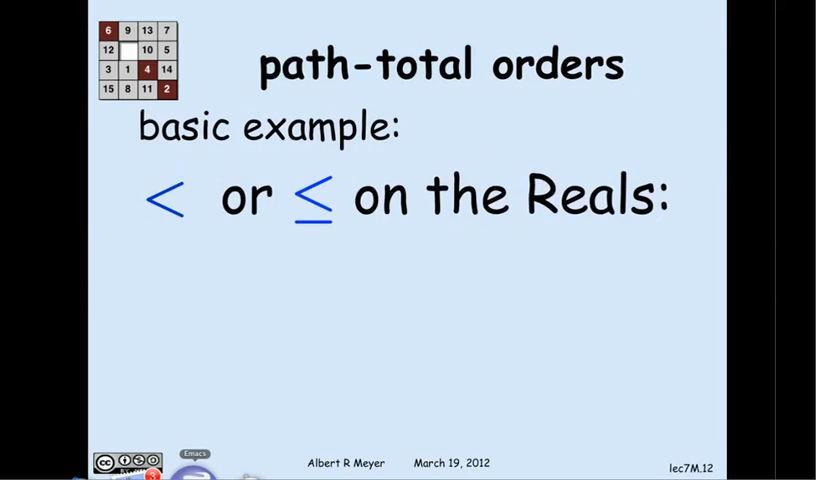 6 9 13 7
12 10 5
3 1 4 14
15 8 11 2
path-total orders
basic example:
< or ≤ on the Reals:
Emacs
3
Albert R Meyer March 19, 2012
lec7M.12